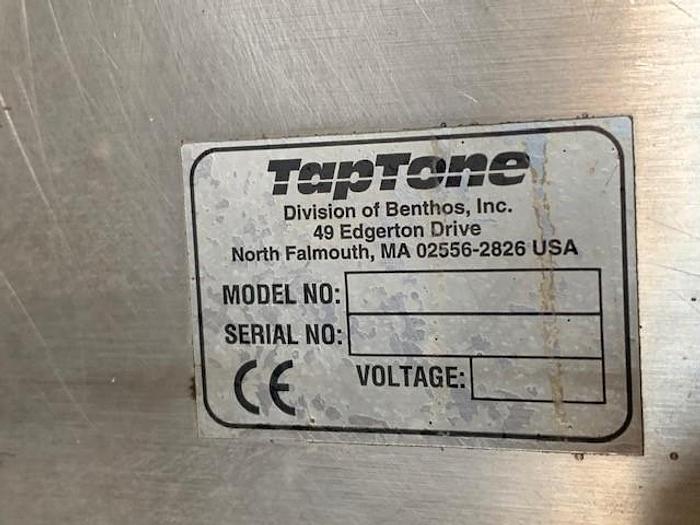 TapTone
Division of Benthos, Inc.
49 Edgerton Drive
North Falmouth, MA 02556-2826 USA
MODEL NO:
SERIAL NO:
CE VOLTAGE: